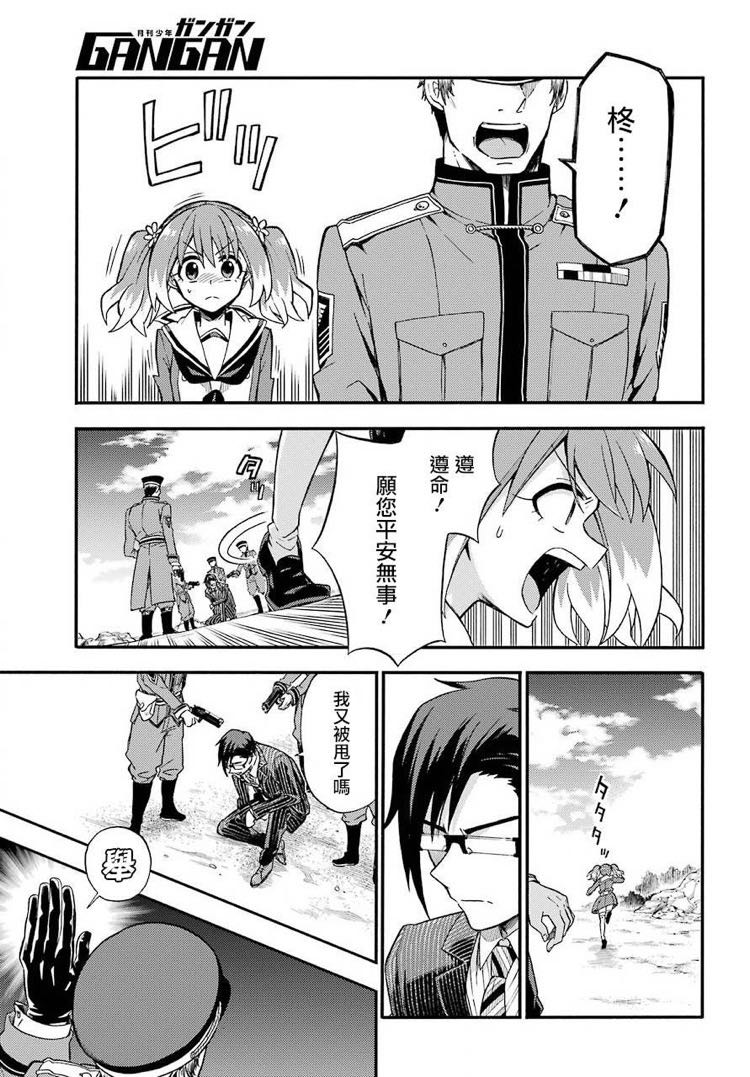 月刊少年
ガンガン
GANGAN
柊……！
ビッ
遵
遵命！
願您平安無事！
タタッ
タタタッ
我又被甩了嗎
舉